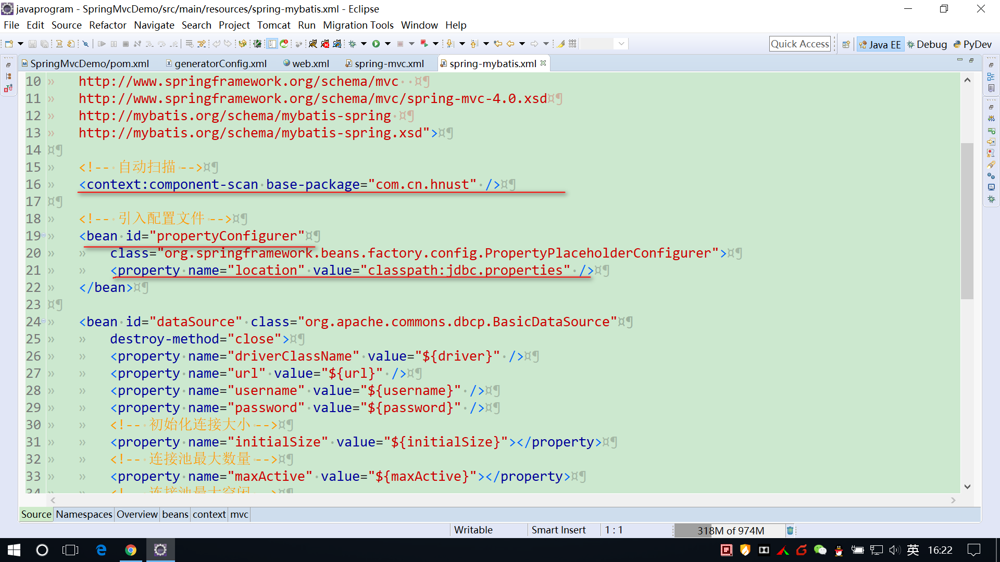 javaprogram - SpringMvcDemo/src/main/resources/spring-mybatis.xml - Eclipse
File Edit Source Refactor Navigate Search Project Tomcat Run Migration Tools Window Help
Quick Access Java EE Debug PyDev
SpringMvcDemo/pom.xml generatorConfig.xml web.xml spring-mvc.xml spring-mybatis.xml
10 http://www.springframework.org/schema/mvc
11 http://www.springframework.org/schema/mvc/spring-mvc-4.0.xsd
12 http://mybatis.org/schema/mybatis-spring
13 http://mybatis.org/schema/mybatis-spring.xsd">
14
15 <!-- 自动扫描 -->
16 <context:component-scan base-package="com.cn.hnust" />
17
18 <!-- 引入配置文件 -->
19 <bean id="propertyConfigurer"
20 class="org.springframework.beans.factory.config.PropertyPlaceholderConfigurer">
21 <property name="location" value="classpath:jdbc.properties" />
22 </bean>
23
24 <bean id="dataSource" class="org.apache.commons.dbcp.BasicDataSource"
25 destroy-method="close">
26 <property name="driverClassName" value="${driver}" />
27 <property name="url" value="${url}" />
28 <property name="username" value="${username}" />
29 <property name="password" value="${password}" />
30 <!-- 初始化连接大小 -->
31 <property name="initialSize" value="${initialSize}"></property>
32 <!-- 连接池最大数量 -->
33 <property name="maxActive" value="${maxActive}"></property>
34 <!-- 连接池最大空闲 -->
Source Namespaces Overview beans context mvc
Writable Smart Insert 1 : 1 318M of 974M
英 16:22